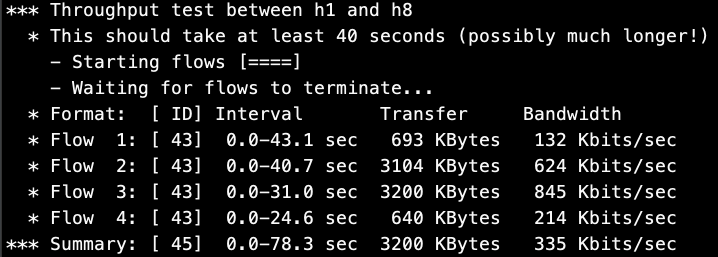 *** Throughput test between h1 and h8
  * This should take at least 40 seconds (possibly much longer!)
    - Starting flows [====]
    - Waiting for flows to terminate...
  * Format:  [ ID] Interval       Transfer     Bandwidth
  * Flow  1: [ 43]  0.0-43.1 sec   693 KBytes   132 Kbits/sec
  * Flow  2: [ 43]  0.0-40.7 sec  3104 KBytes   624 Kbits/sec
  * Flow  3: [ 43]  0.0-31.0 sec  3200 KBytes   845 Kbits/sec
  * Flow  4: [ 43]  0.0-24.6 sec   640 KBytes   214 Kbits/sec
*** Summary: [ 45]  0.0-78.3 sec  3200 KBytes   335 Kbits/sec